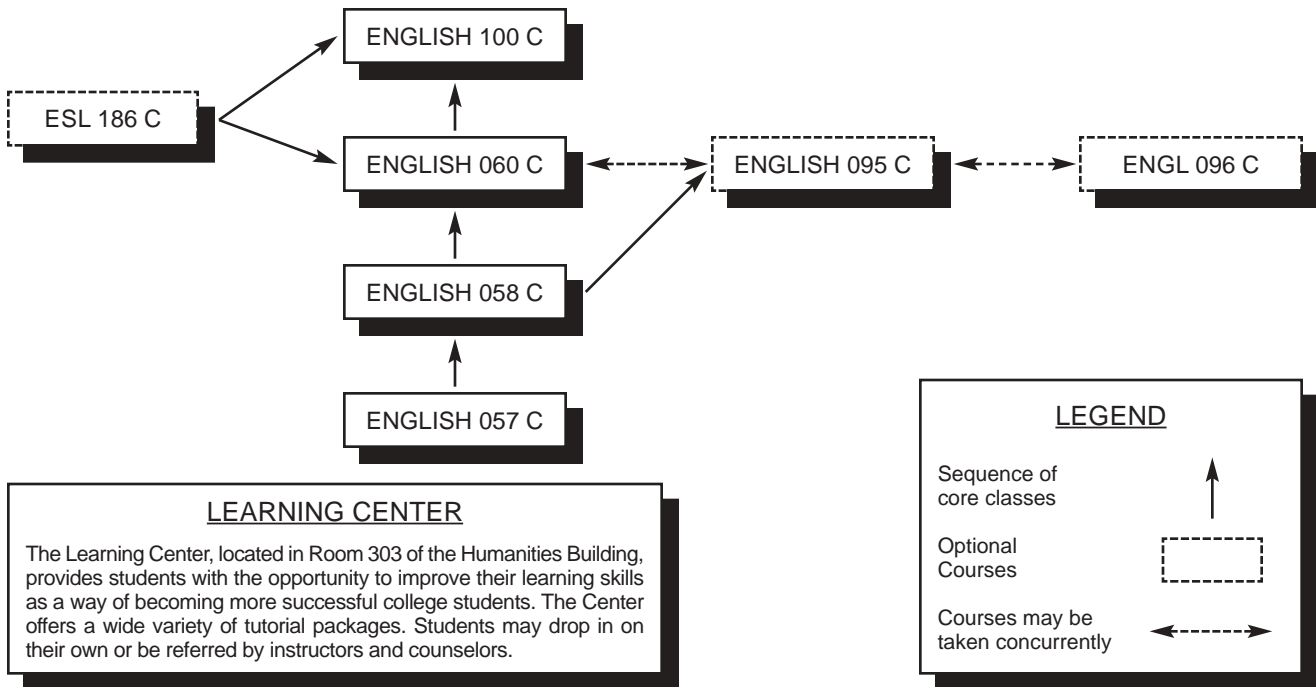 ENGLISH 100 C
ESL 186 C
ENGLISH 060 C
ENGLISH 095 C
ENGL 096 C
ENGLISH 058 C
ENGLISH 057 C
LEARNING CENTER
The Learning Center, located in Room 303 of the Humanities Building,
provides students with the opportunity to improve their learning skills
as a way of becoming more successful college students. The Center
offers a wide variety of tutorial packages. Students may drop in on
their own or be referred by instructors and counselors.
LEGEND
Sequence of
core classes
Optional
Courses
Courses may be
taken concurrently